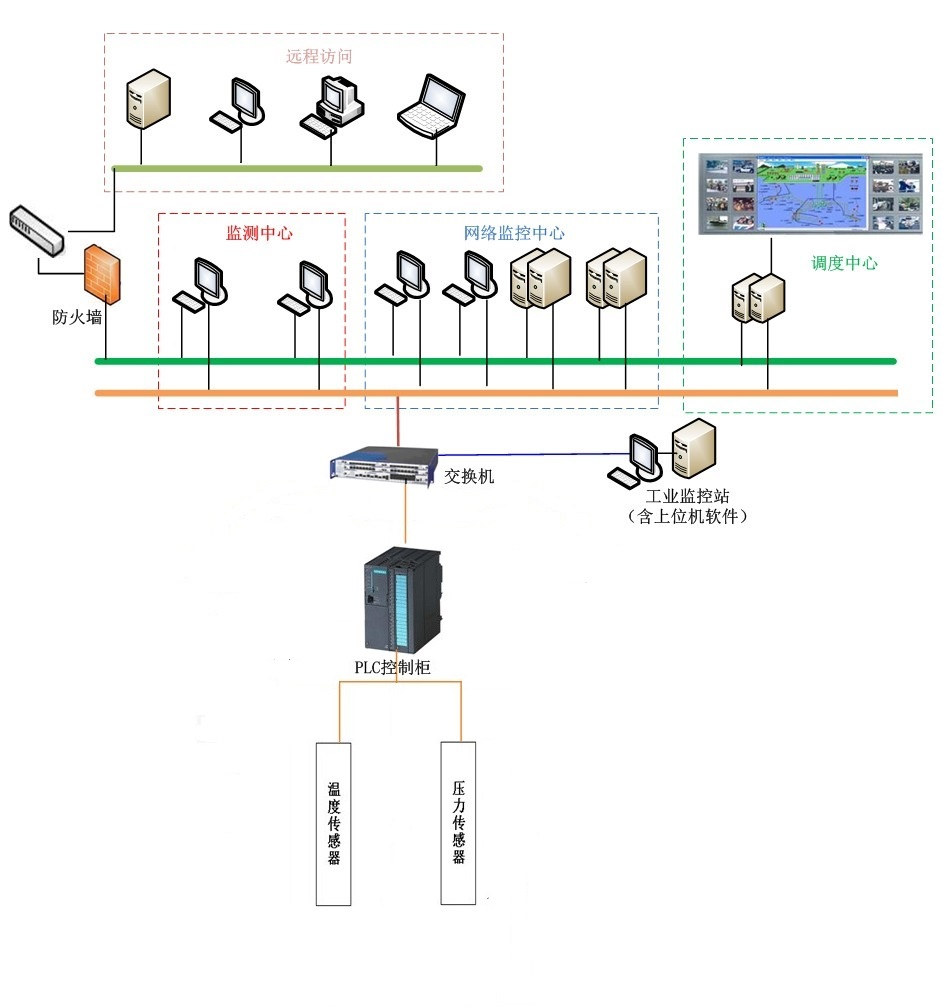 远程访问
监测中心
网络监控中心
调度中心
防火墙
交换机
工业监控站
（含上位机软件）
PLC控制柜
温度传感器
压力传感器